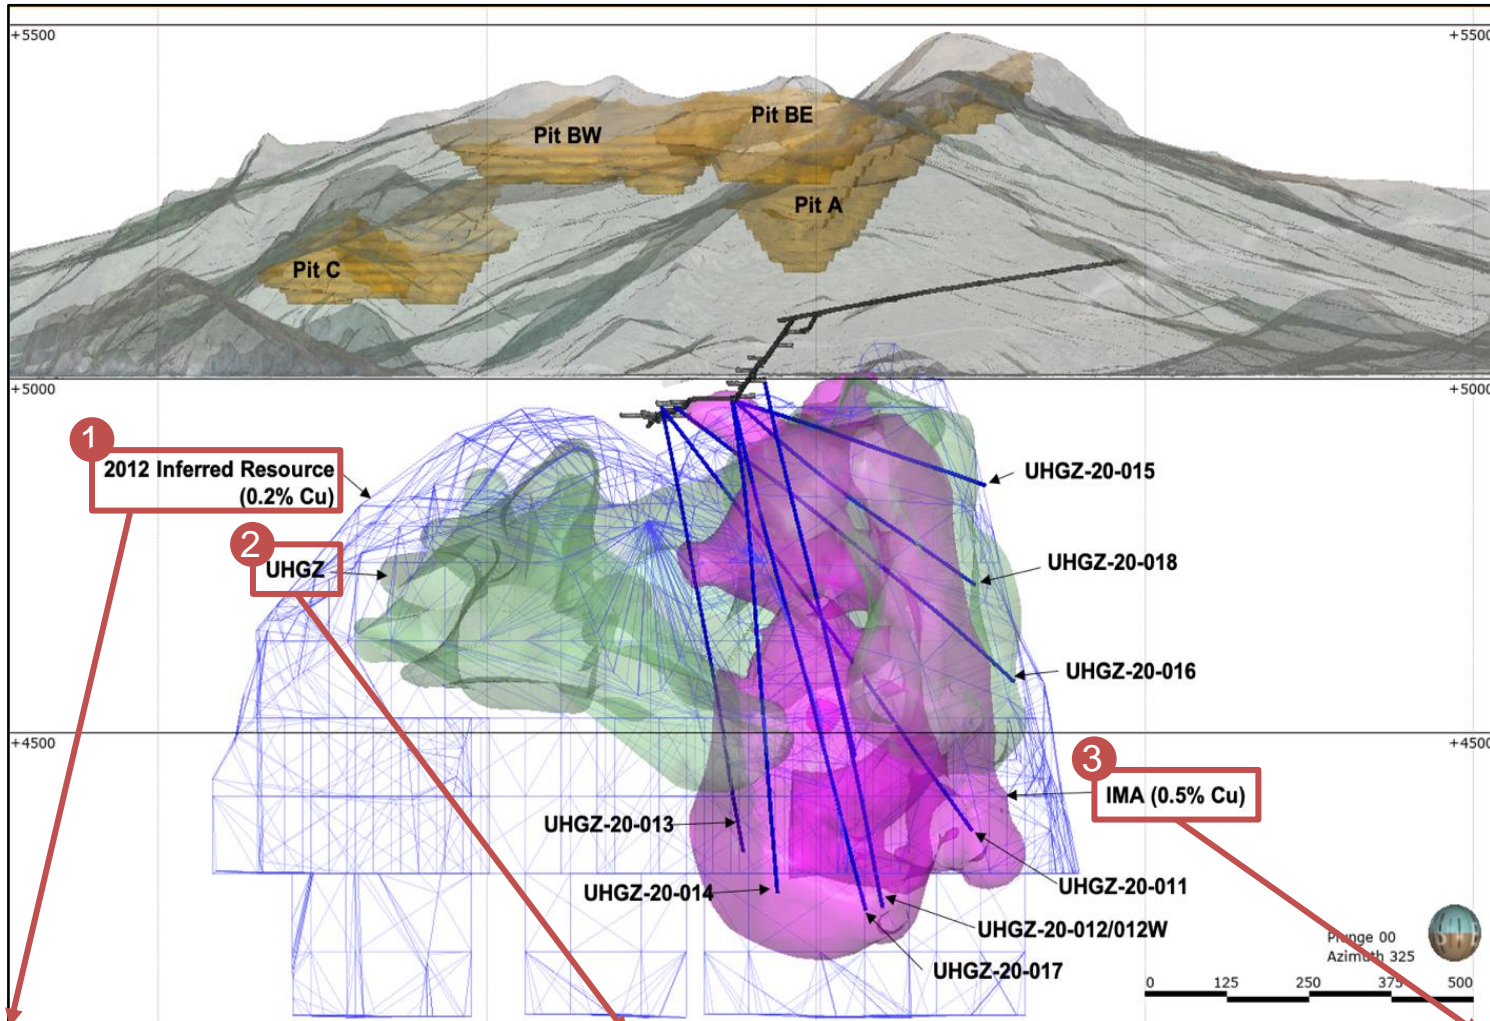 +5500
+5500
Pit BE
Pit BW
Pit A
Pit C
+5000
+5000
1
2012 Inferred Resource
(0.2% Cu)
UHGZ-20-015
2
UHGZ
UHGZ-20-018
UHGZ-20-016
+4500
+4500
3
IMA (0.5% Cu)
UHGZ-20-013
UHGZ-20-014
UHGZ-20-011
UHGZ-20-012/012W
UHGZ-20-017
Plunge 00
Azimuth 325
0 125 250 375 500